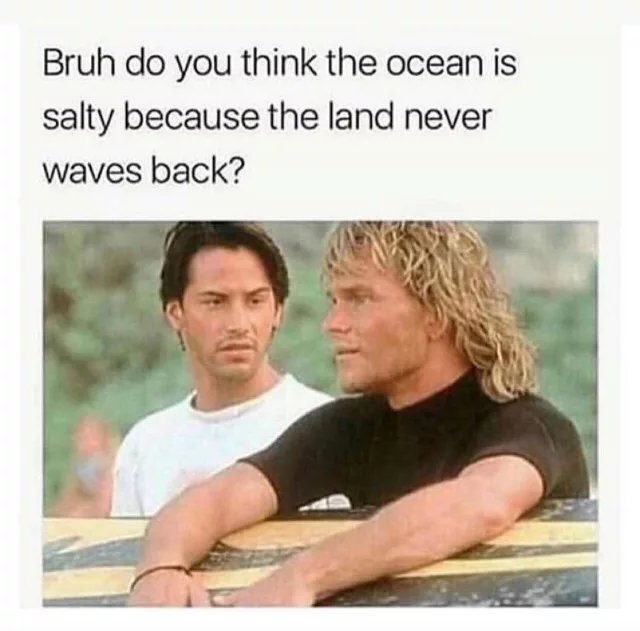 Bruh do you think the ocean is
salty because the land never
waves back?